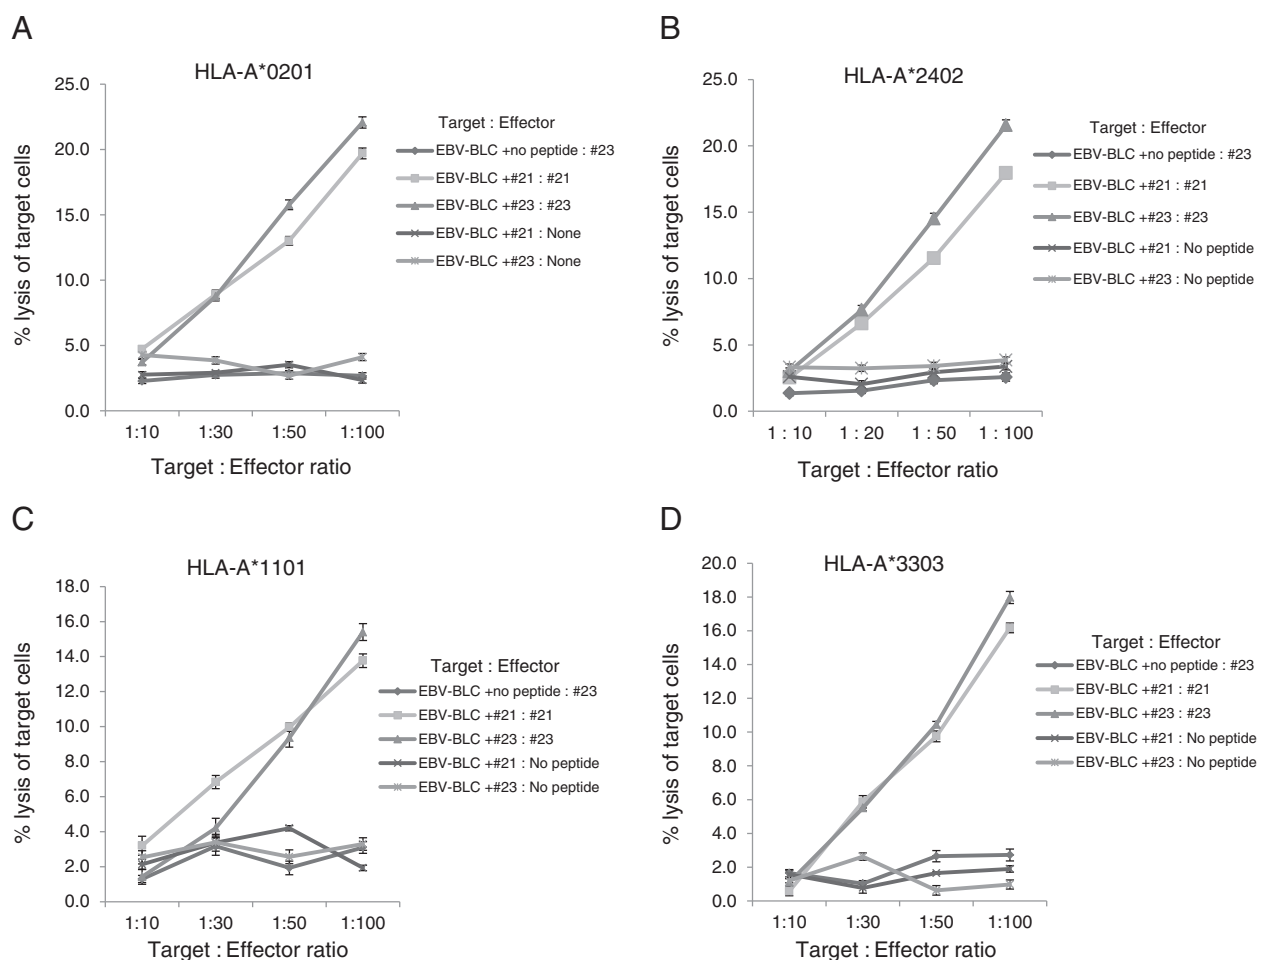 A
HLA-A*0201
% lysis of target cells
25.0
20.0
15.0
10.0
5.0
0.0
1:10 1:30 1:50 1:100
Target : Effector ratio
Target : Effector
EBV-BLC +no peptide : #23
EBV-BLC +#21 : #21
EBV-BLC +#23 : #23
EBV-BLC +#21 : None
EBV-BLC +#23 : None
B
HLA-A*2402
% lysis of target cells
25.0
20.0
15.0
10.0
5.0
0.0
1 : 10 1 : 20 1 : 50 1 : 100
Target : Effector ratio
Target : Effector
EBV-BLC +no peptide : #23
EBV-BLC +#21 : #21
EBV-BLC +#23 : #23
EBV-BLC +#21 : No peptide
EBV-BLC +#23 : No peptide
C
HLA-A*1101
% lysis of target cells
18.0
16.0
14.0
12.0
10.0
8.0
6.0
4.0
2.0
0.0
1:10 1:30 1:50 1:100
Target : Effector ratio
Target : Effector
EBV-BLC +no peptide : #23
EBV-BLC +#21 : #21
EBV-BLC +#23 : #23
EBV-BLC +#21 : No peptide
EBV-BLC +#23 : No peptide
D
HLA-A*3303
% lysis of target cells
20.0
18.0
16.0
14.0
12.0
10.0
8.0
6.0
4.0
2.0
0.0
1:10 1:30 1:50 1:100
Target : Effector ratio
Target : Effector
EBV-BLC +no peptide : #23
EBV-BLC +#21 : #21
EBV-BLC +#23 : #23
EBV-BLC +#21 : No peptide
EBV-BLC +#23 : No peptide